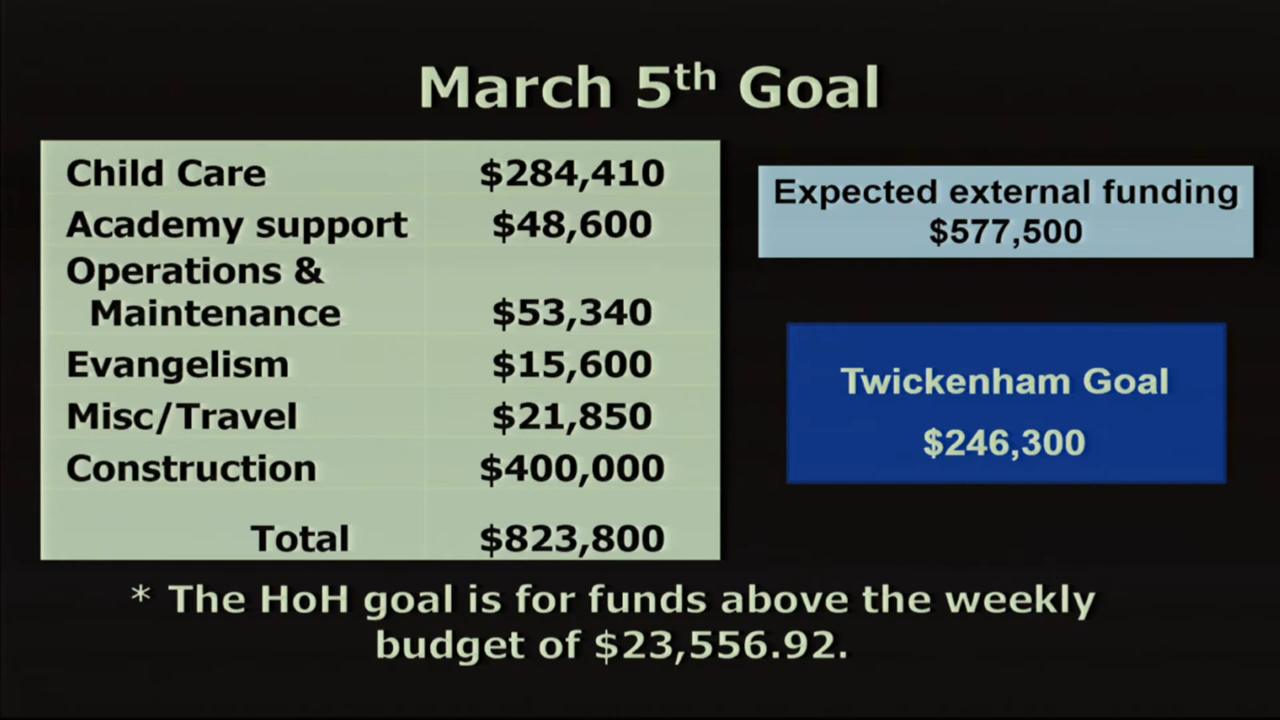 March 5th Goal
Child Care $284,410
Academy support $48,600
Operations &
Maintenance $53,340
Evangelism $15,600
Misc/Travel $21,850
Construction $400,000
Total $823,800
Expected external funding
$577,500
Twickenham Goal
$246,300
* The HoH goal is for funds above the weekly
budget of $23,556.92.